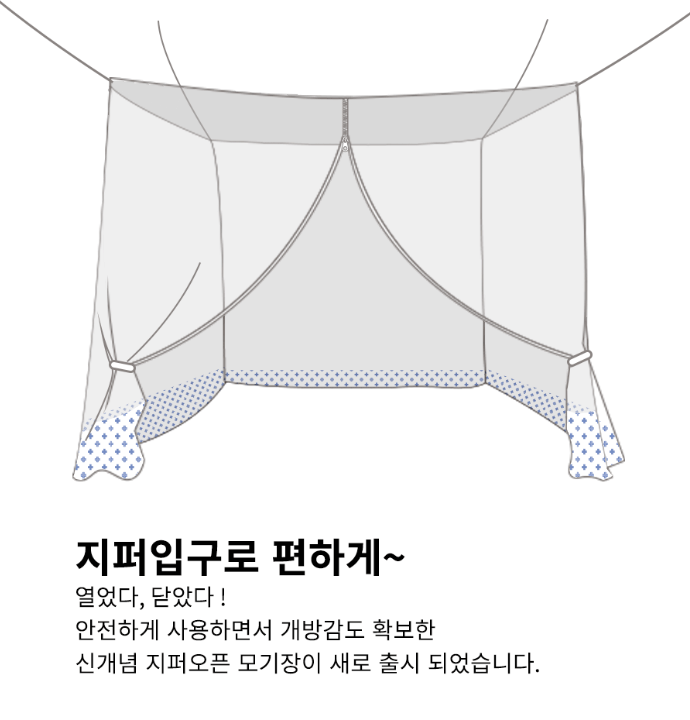 지퍼입구로 편하게~
열었다, 닫았다 !
안전하게 사용하면서 개방감도 확보한
신개념 지퍼오픈 모기장이 새로 출시 되었습니다.